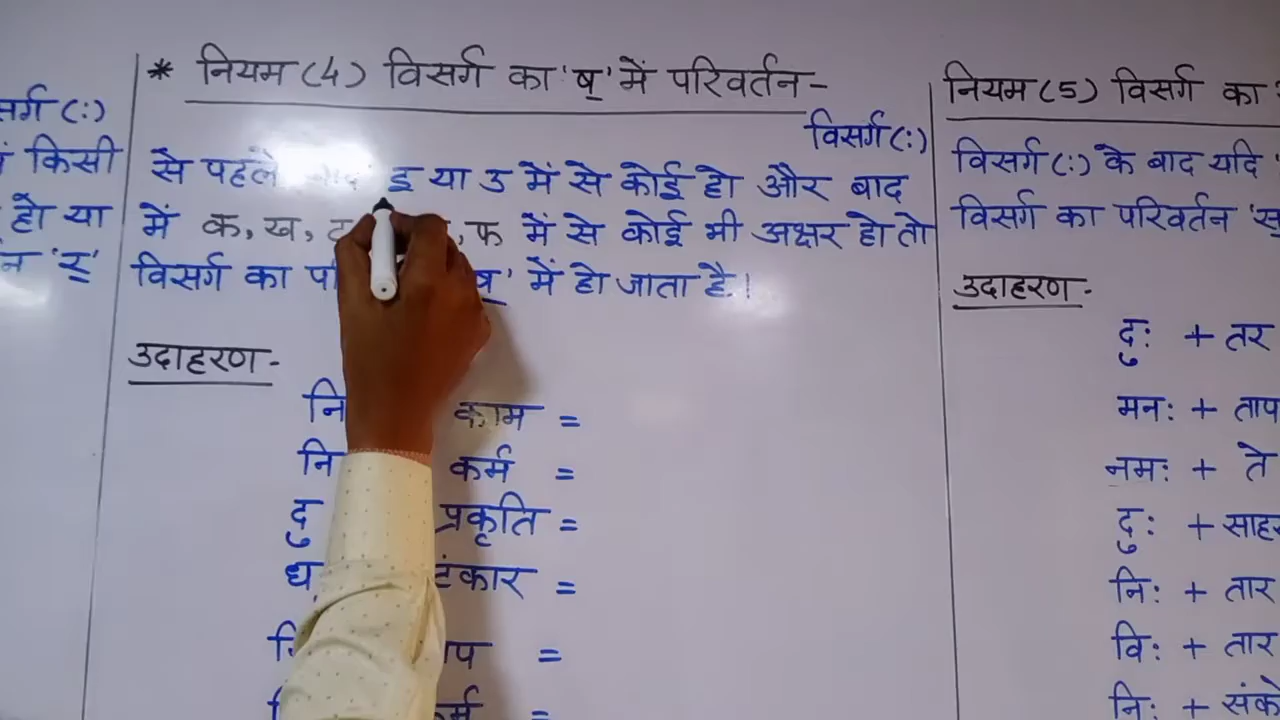 सर्ग (ः)
किसी
हो या
न 'र्'
* नियम (4) विसर्ग का 'ष्' में परिवर्तन -
विसर्ग (ः)
से पहले इ या उ में से कोई हो और बाद
में क, ख, फ में से कोई भी अक्षर हो तो
विसर्ग का ष्' में हो जाता है।
उदाहरण -
नि काम =
नि कर्म =
दु प्रकृति =
टंकार =
=
=
नियम (5) विसर्ग का
विसर्ग (ः) के बाद यदि
विसर्ग का परिवर्तन 'स्
उदाहरण -
दुः + तर
मनः + ताप
नमः + ते
दुः + साहस
निः + तार
विः + तार
निः + संको